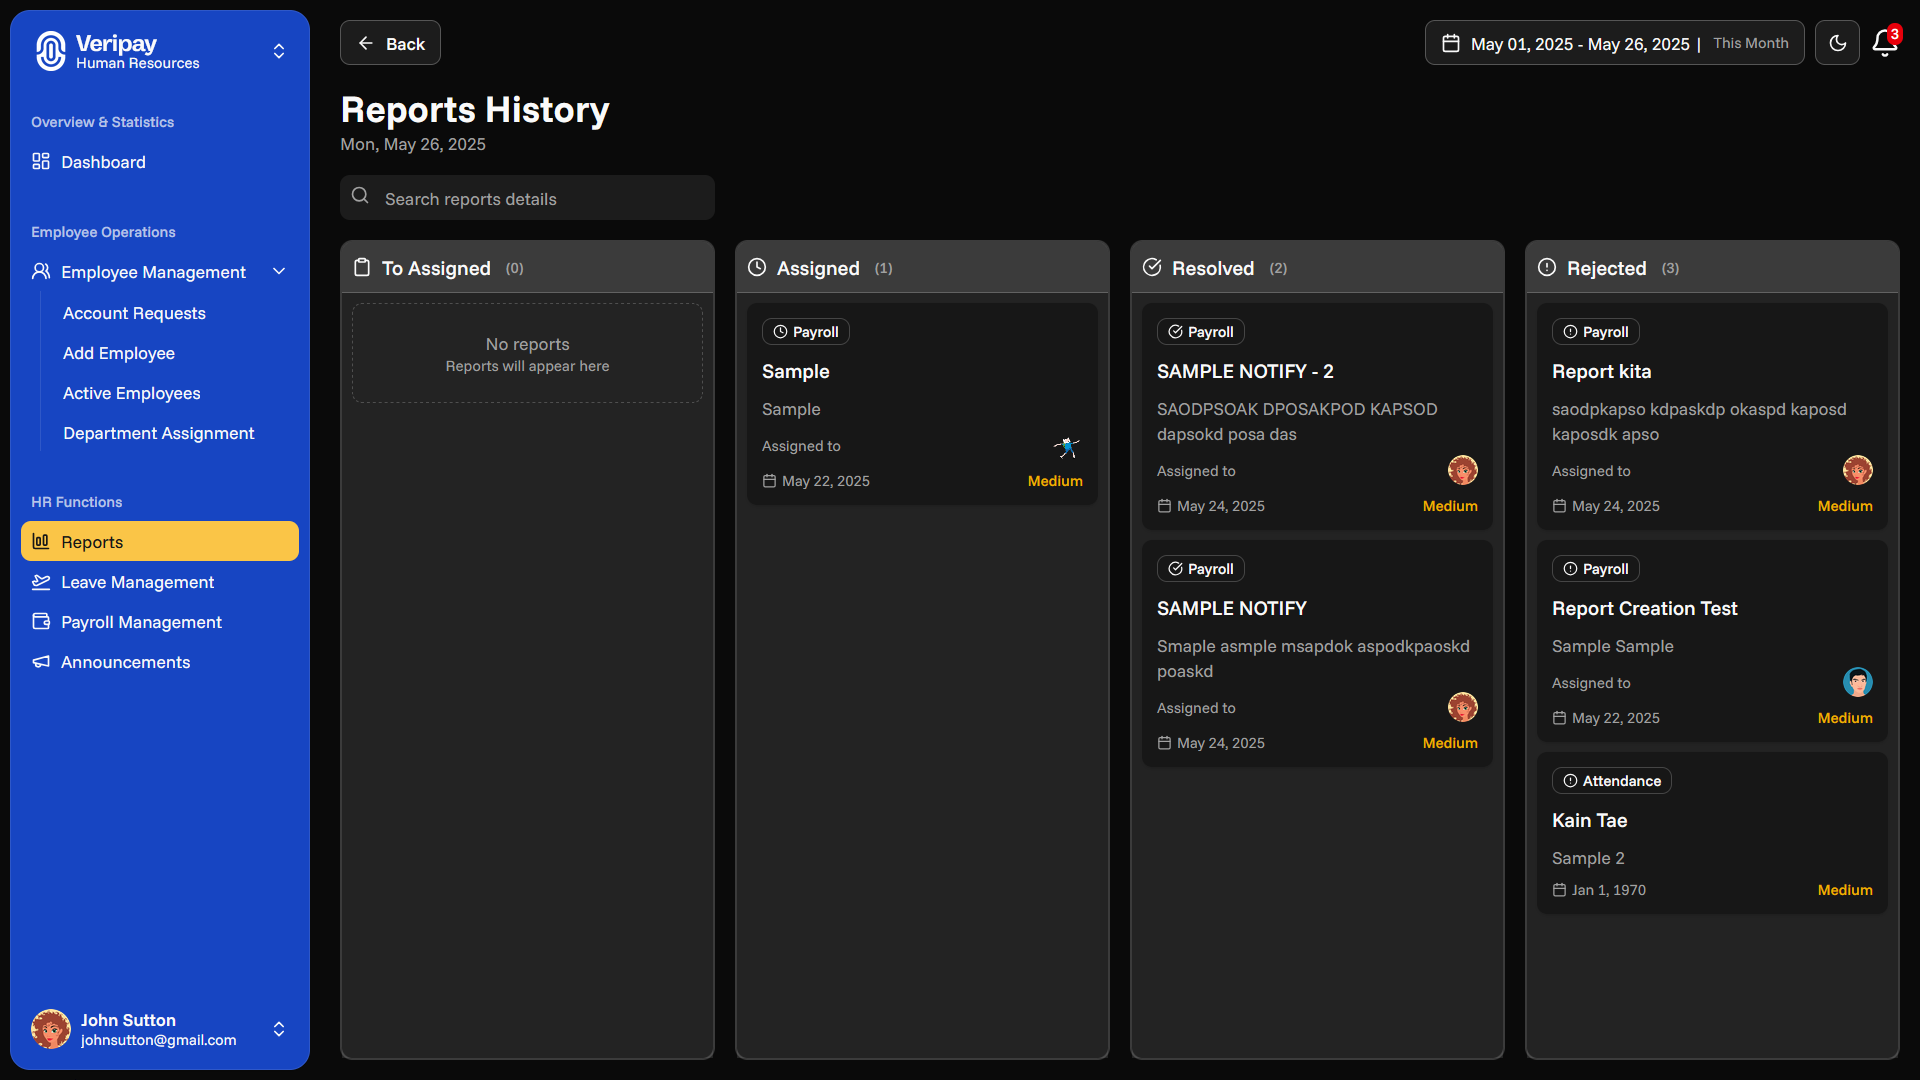 Veripay
Human Resources
Overview & Statistics
Dashboard
Employee Operations
Employee Management
Account Requests
Add Employee
Active Employees
Department Assignment
HR Functions
Reports
Leave Management
Payroll Management
Announcements
John Sutton
johnsutton@gmail.com
Back
May 01, 2025 - May 26, 2025 | This Month
3
Reports History
Mon, May 26, 2025
Search reports details
To Assigned (0)
No reports
Reports will appear here
Assigned (1)
Payroll
Sample
Sample
Assigned to
May 22, 2025 Medium
Resolved (2)
Payroll
SAMPLE NOTIFY - 2
SAODPSOAK DPOSAKPOD KAPSOD
dapsokd posa das
Assigned to
May 24, 2025 Medium
Payroll
SAMPLE NOTIFY
Smaple asmple msapdok aspodkpaoskd
poaskd
Assigned to
May 24, 2025 Medium
Rejected (3)
Payroll
Report kita
saodpkapso kdpaskdp okaspd kaposd
kaposdk apso
Assigned to
May 24, 2025 Medium
Payroll
Report Creation Test
Sample Sample
Assigned to
May 22, 2025 Medium
Attendance
Kain Tae
Sample 2
Jan 1, 1970 Medium